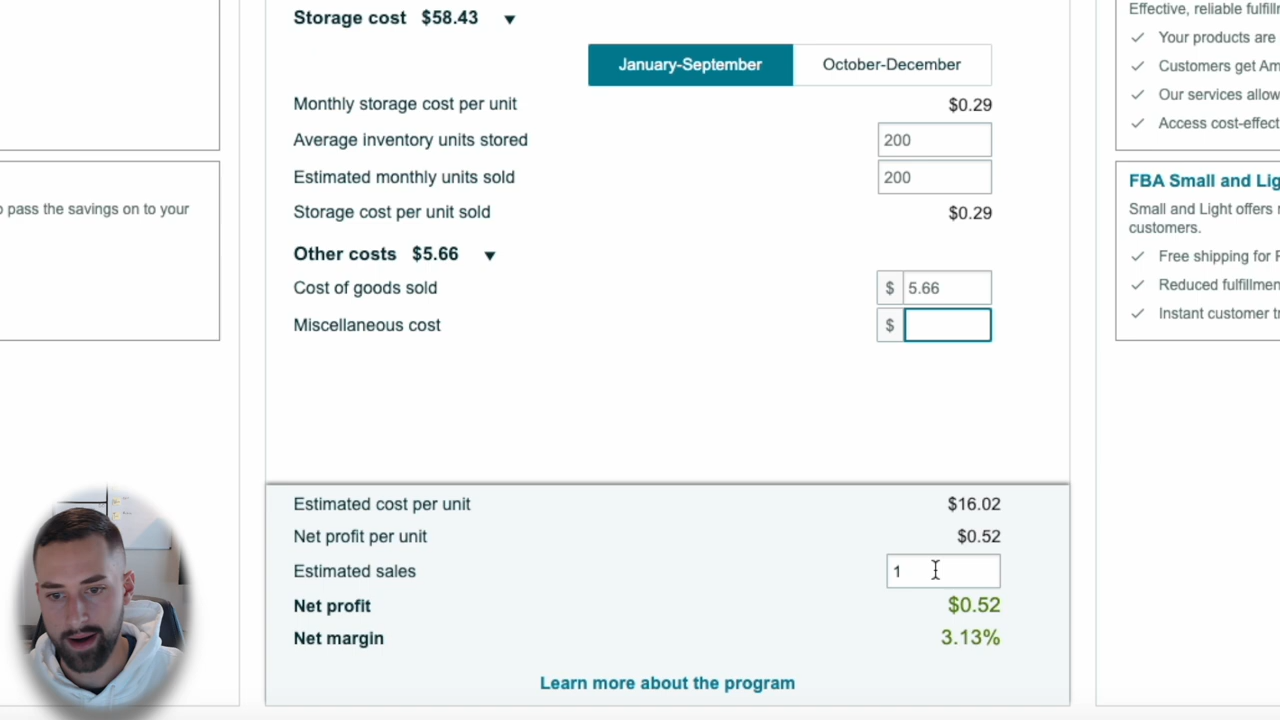 Storage cost $58.43 ▼
January-September October-December
Monthly storage cost per unit $0.29
Average inventory units stored 200
Estimated monthly units sold 200
Storage cost per unit sold $0.29
Other costs $5.66 ▼
Cost of goods sold $ 5.66
Miscellaneous cost $
Estimated cost per unit $16.02
Net profit per unit $0.52
Estimated sales 1
Net profit $0.52
Net margin 3.13%
Learn more about the program
pass the savings on to your
Effective, reliable fulfill
Your products are
Customers get Am
Our services allow
Access cost-effect
FBA Small and Lig
Small and Light offers
customers.
Free shipping for
Reduced fulfillmen
Instant customer tr